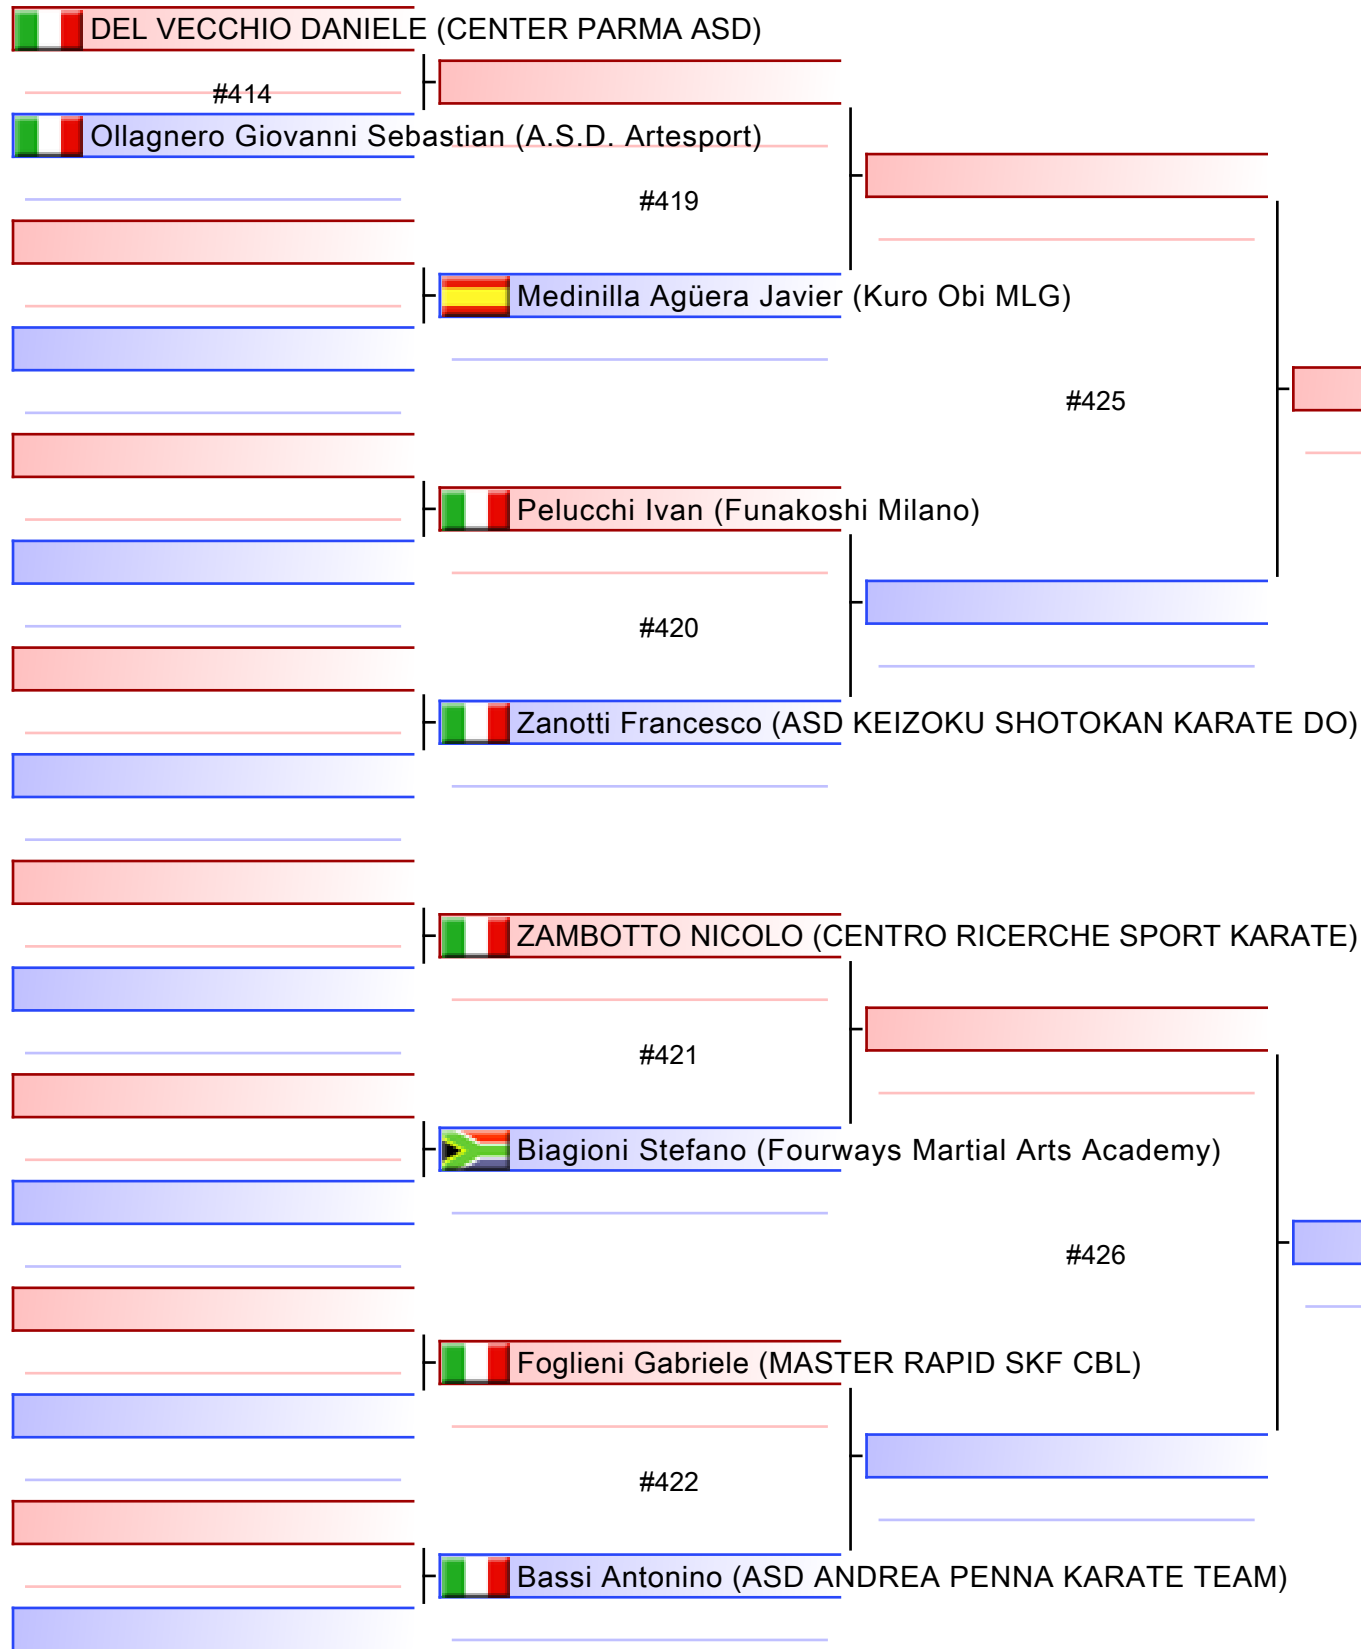 DEL VECCHIO DANIELE (CENTER PARMA ASD)
#414
Ollagnero Giovanni Sebastian (A.S.D. Artesport)
#419
Medinilla Agüera Javier (Kuro Obi MLG)
#425
Pelucchi Ivan (Funakoshi Milano)
#420
Zanotti Francesco (ASD KEIZOKU SHOTOKAN KARATE DO)
ZAMBOTTO NICOLO (CENTRO RICERCHE SPORT KARATE)
#421
Biagioni Stefano (Fourways Martial Arts Academy)
#426
Foglieni Gabriele (MASTER RAPID SKF CBL)
#422
Bassi Antonino (ASD ANDREA PENNA KARATE TEAM)